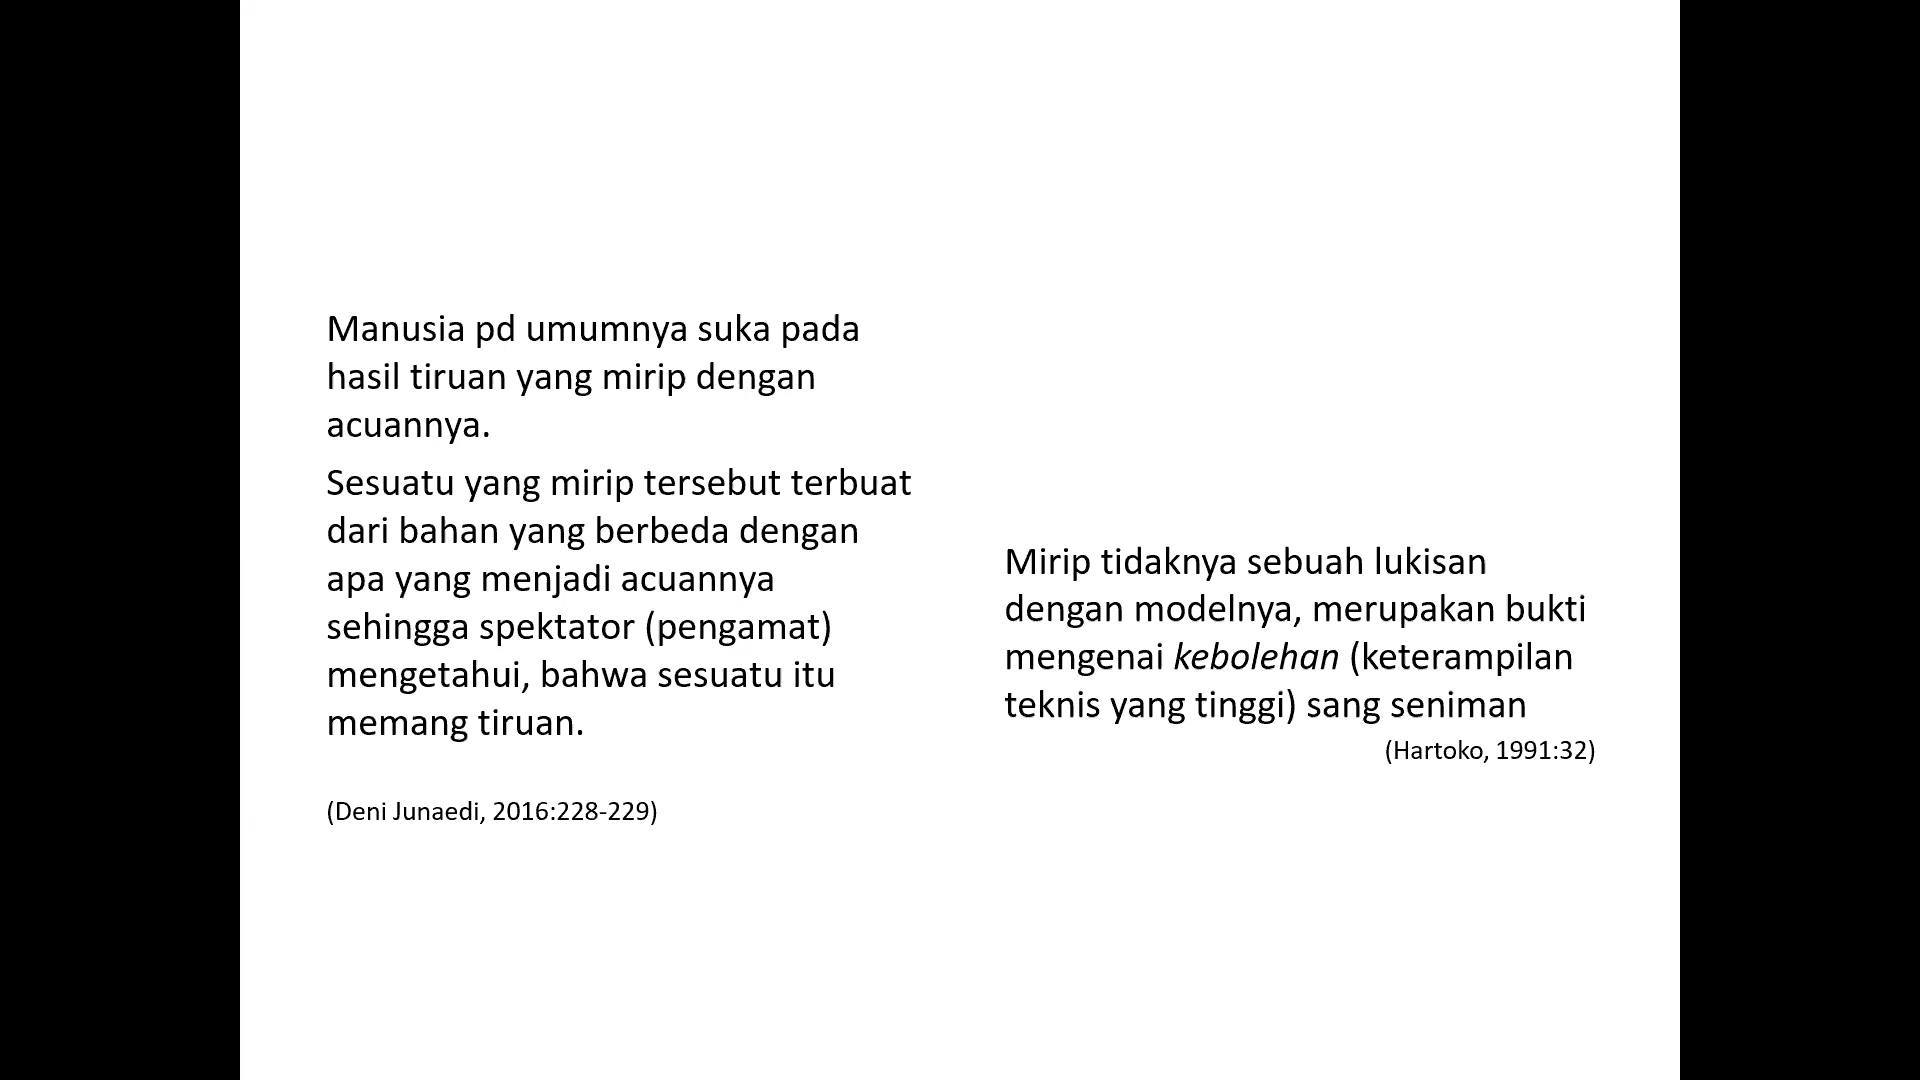 Manusia pd umumnya suka pada
hasil tiruan yang mirip dengan
acuannya.
Sesuatu yang mirip tersebut terbuat
dari bahan yang berbeda dengan
apa yang menjadi acuannya
sehingga spektator (pengamat)
mengetahui, bahwa sesuatu itu
memang tiruan.
(Deni Junaedi, 2016:228-229)
Mirip tidaknya sebuah lukisan
dengan modelnya, merupakan bukti
mengenai kebolehan (keterampilan
teknis yang tinggi) sang seniman
(Hartoko, 1991:32)